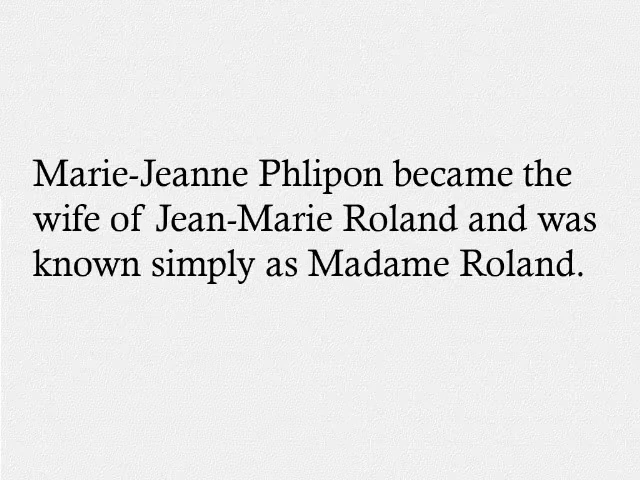 Marie-Jeanne Phlipon became the
wife of Jean-Marie Roland and was
known simply as Madame Roland.